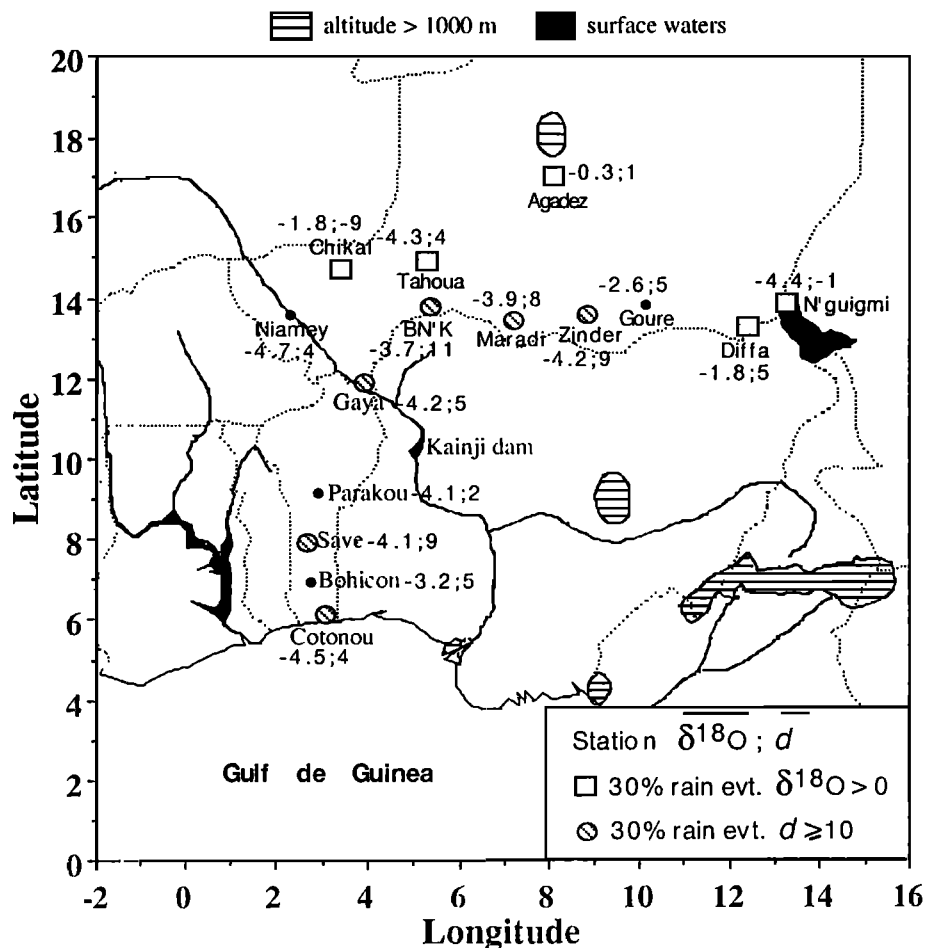 altitude > 1000 m surface waters
20
18
16
14
12
10
8
6
4
2
0
Latitude
-0.3;1
Agadez
-1.8;-9
Chikal
-4.3;4
Tahoua
-2.6;5
Goure
-4.4;-1
N'guigmi
-3.9;8
Maradi
Zinder
-4.2;9
Niamey
-4.7;4
BN'K
-3.7;11
Diffa
-1.8;5
Gaya -4.2;5
Kainji dam
Parakou -4.1;2
Save -4.1;9
Bohicon -3.2;5
Cotonou
-4.5;4
Gulf de Guinea
Station δ18O ; d
30% rain evt. δ18O > 0
30% rain evt. d ≥10
-2 0 2 4 6 8 10 12 14 16
Longitude